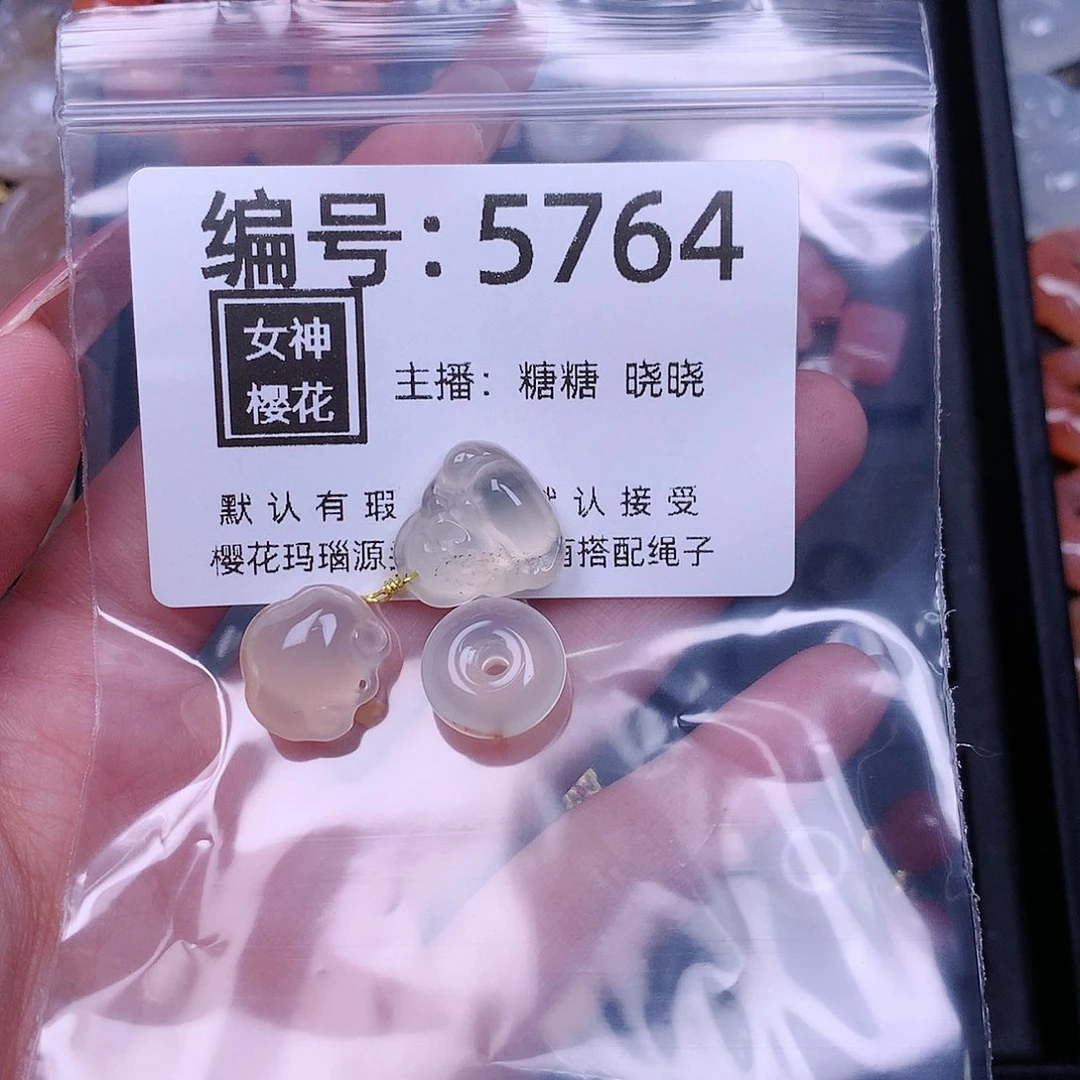 编号：5764
女神
樱花
主播：糖糖 晓晓
默认有瑕 认接受
樱花玛瑙源 搭配绳子